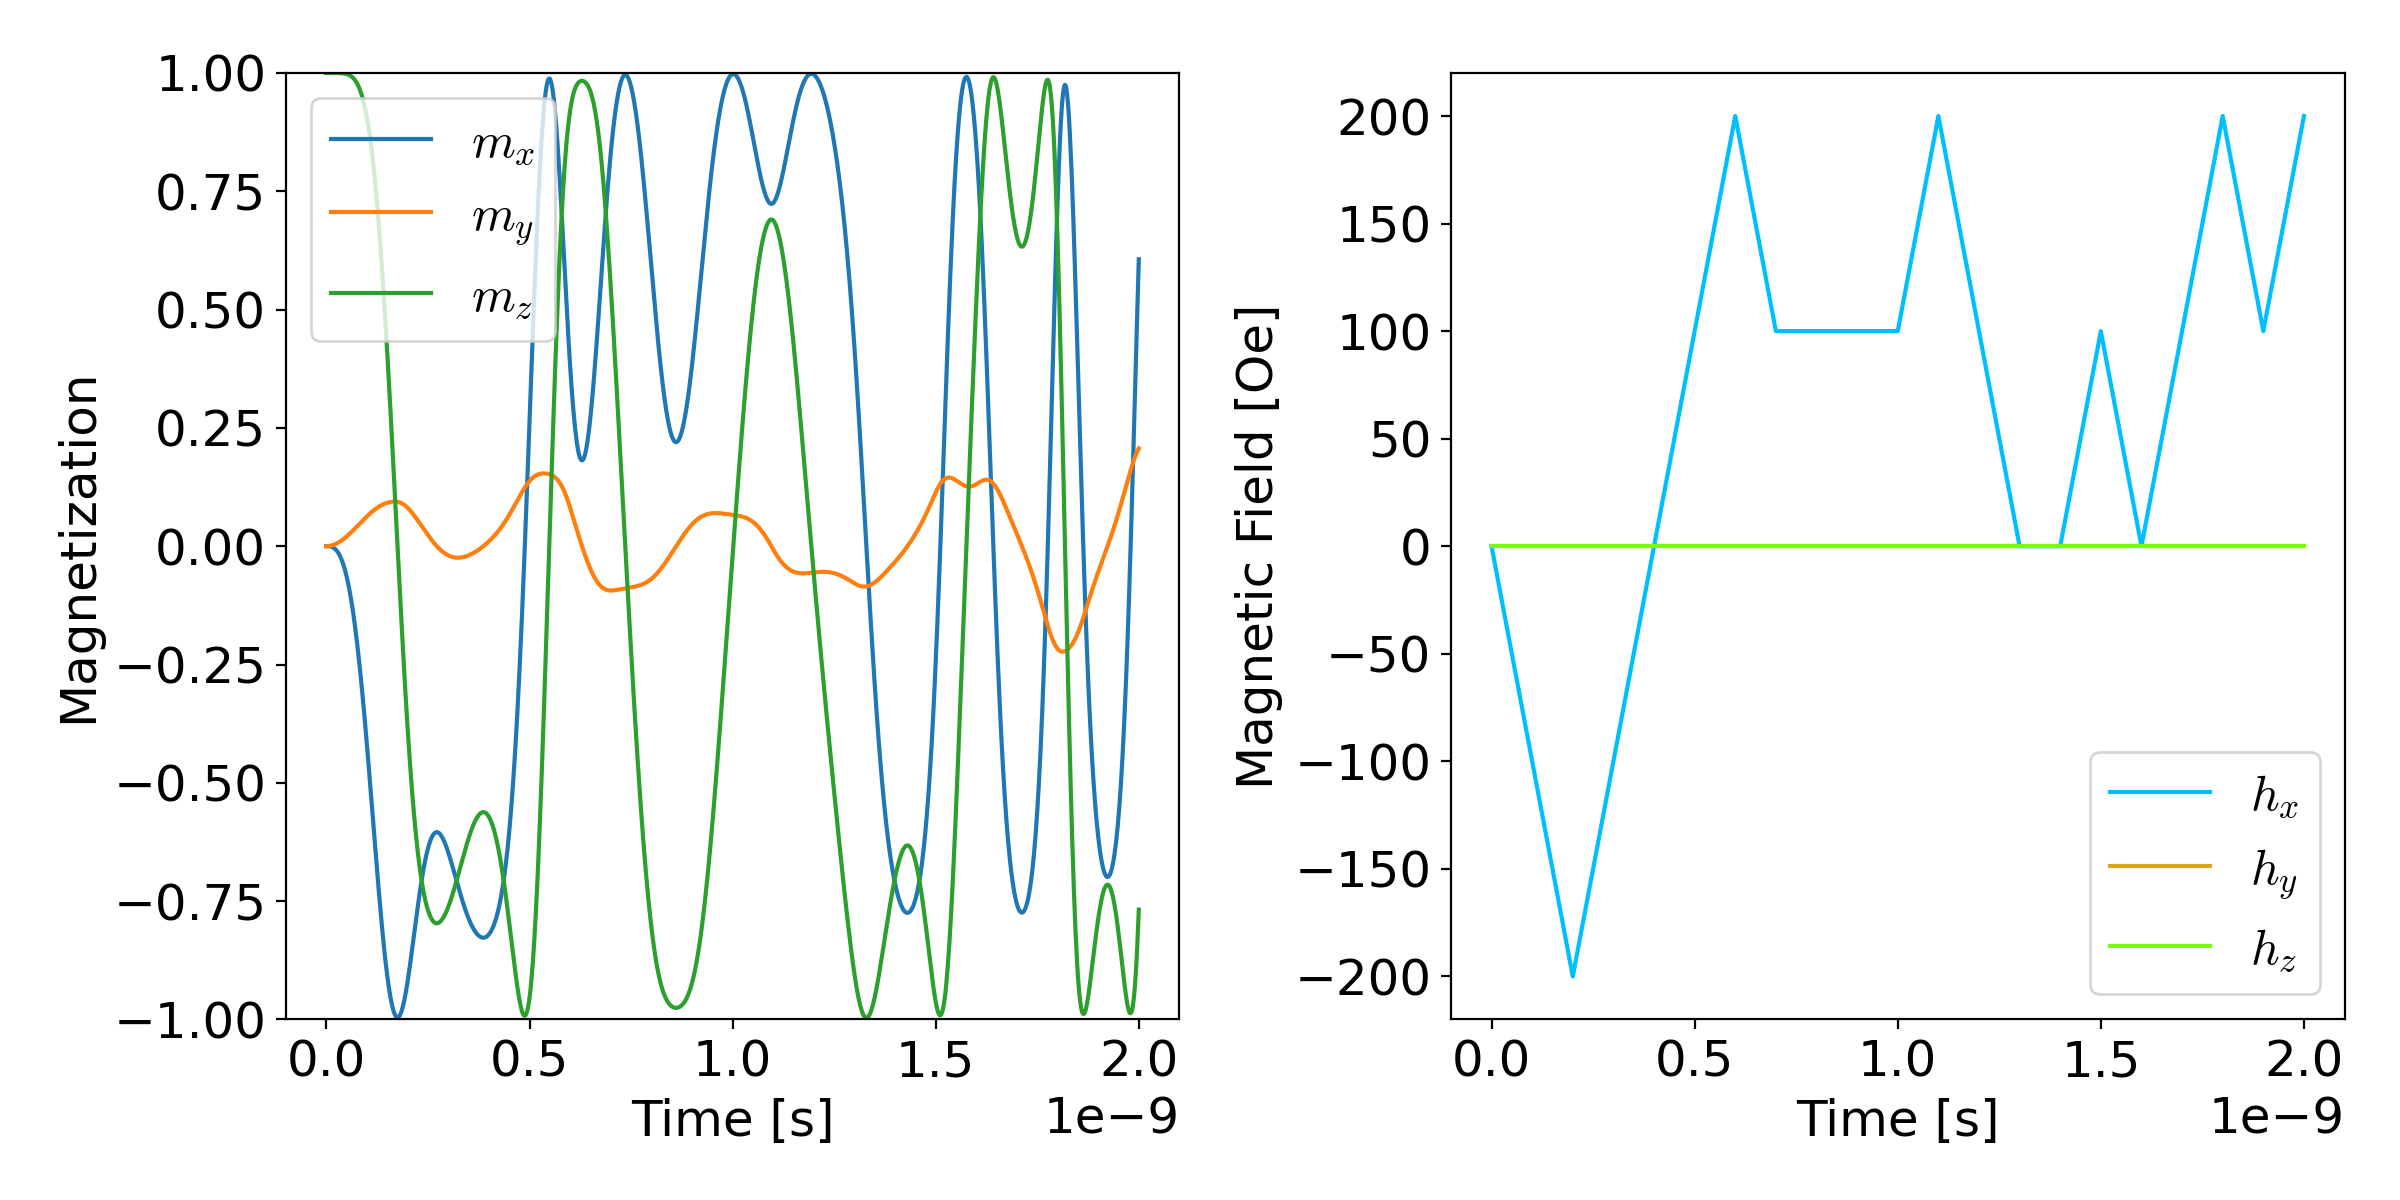 Magnetization
1.00
0.75
0.50
0.25
0.00
−0.25
−0.50
−0.75
−1.00
m_x
m_y
m_z
0.0 0.5 1.0 1.5 2.0
Time [s]
1e−9
Magnetic Field [Oe]
200
150
100
50
0
−50
−100
−150
−200
h_x
h_y
h_z
0.0 0.5 1.0 1.5 2.0
Time [s]
1e−9